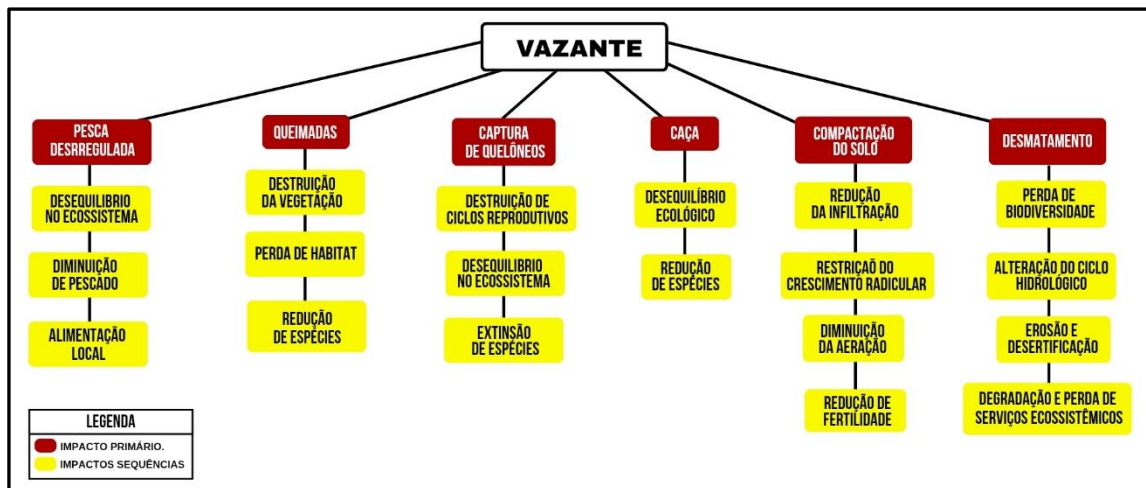 VAZANTE
PESCA
DESRREGULADA
DESEQUILIBRIO
NO ECOSSISTEMA
DIMINUIÇÃO
DE PESCADO
ALIMENTAÇÃO
LOCAL
QUEIMADAS
DESTRUIÇÃO
DA VEGETAÇÃO
PERDA DE HABITAT
REDUÇÃO
DE ESPÉCIES
CAPTURA
DE QUELÔNEOS
DESTRUIÇÃO DE
CICLOS REPRODUTIVOS
DESEQUILIBRIO
NO ECOSSISTEMA
EXTINSÃO
DE ESPÉCIES
CAÇA
DESEQUILÍBRIO
ECOLÓGICO
REDUÇÃO
DE ESPÉCIES
COMPACTAÇÃO
DO SOLO
REDUÇÃO
DA INFILTRAÇÃO
RESTRIÇAÕ DO
CRESCIMENTO RADICULAR
DIMINUIÇÃO
DA AERAÇÃO
REDUÇÃO DE
FERTILIDADE
DESMATAMENTO
PERDA DE
BIODIVERSIDADE
ALTERAÇÃO DO CICLO
HIDROLÓGICO
EROSÃO E
DESERTIFICAÇÃO
DEGRADAÇÃO E PERDA DE
SERVIÇOS ECOSSISTÊMICOS
LEGENDA
IMPACTO PRIMÁRIO.
IMPACTOS SEQUÊNCIAS